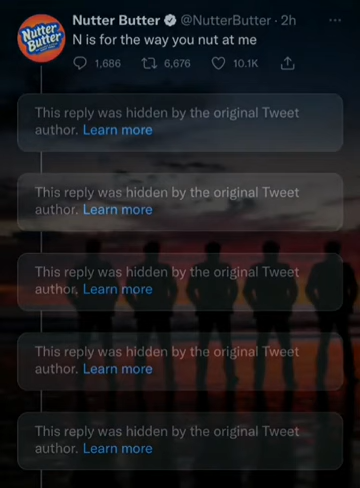 Nutter Butter
Nutter Butter @NutterButter · 2h
N is for the way you nut at me
1,686 6,676 10.1K
This reply was hidden by the original Tweet
author. Learn more
This reply was hidden by the original Tweet
author. Learn more
This reply was hidden by the original Tweet
author. Learn more
This reply was hidden by the original Tweet
author. Learn more
This reply was hidden by the original Tweet
author. Learn more